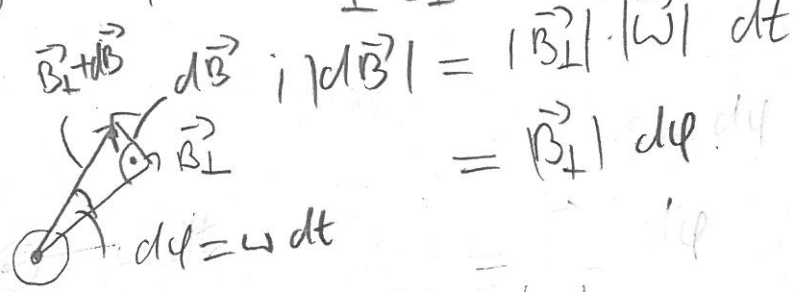 B⃗⊥+dB⃗ dB⃗ ; |dB⃗| = |B⃗⊥|·|ω⃗| dt
B⃗⊥ = |B⃗⊥| dφ.
dφ = ω dt